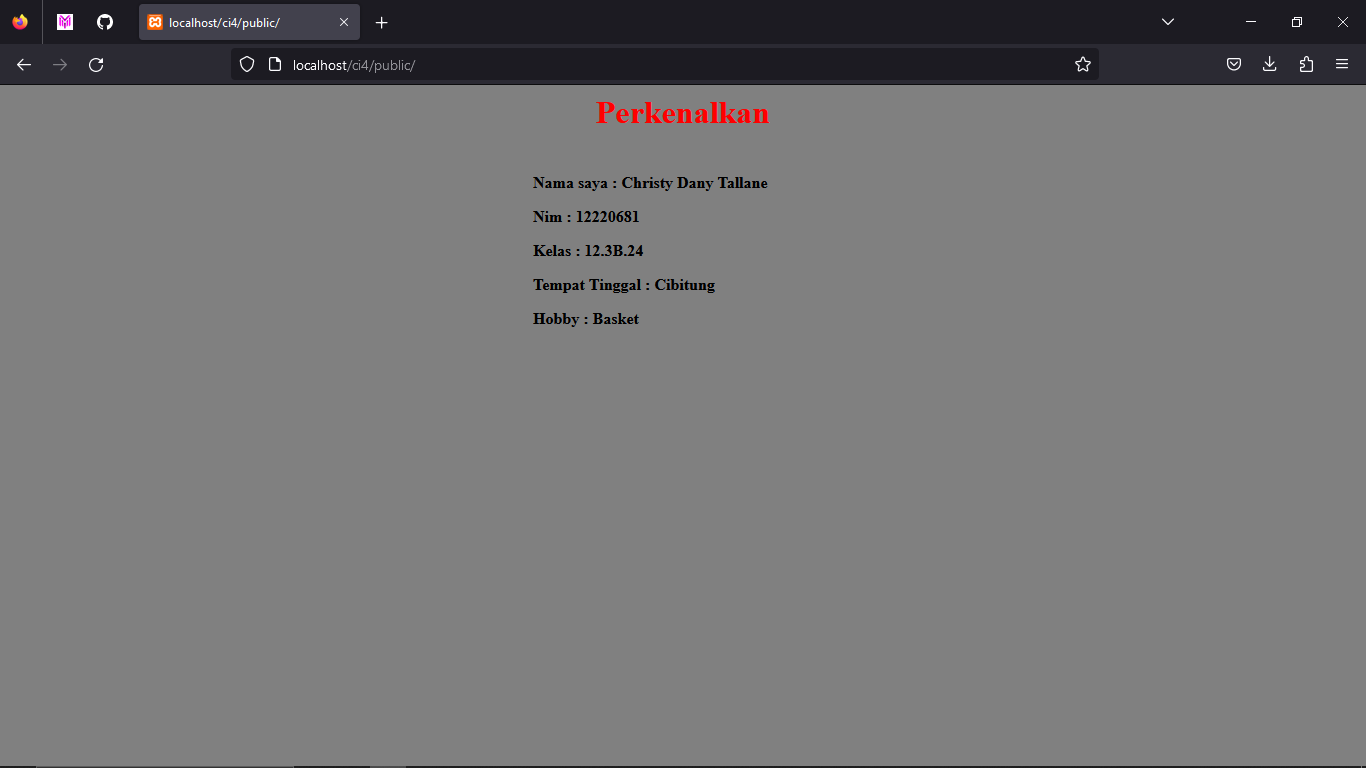 localhost/ci4/public/
localhost/ci4/public/
Perkenalkan
Nama saya : Christy Dany Tallane
Nim : 12220681
Kelas : 12.3B.24
Tempat Tinggal : Cibitung
Hobby : Basket